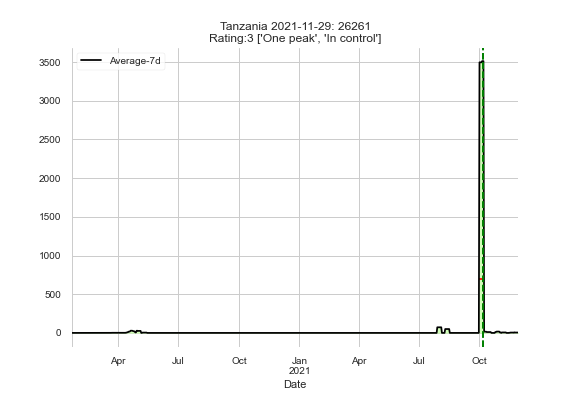 Tanzania 2021-11-29: 26261
Rating:3 ['One peak', 'In control']
Average-7d
3500
3000
2500
2000
1500
1000
500
0
Apr Jul Oct Jan Apr Jul Oct
2021
Date